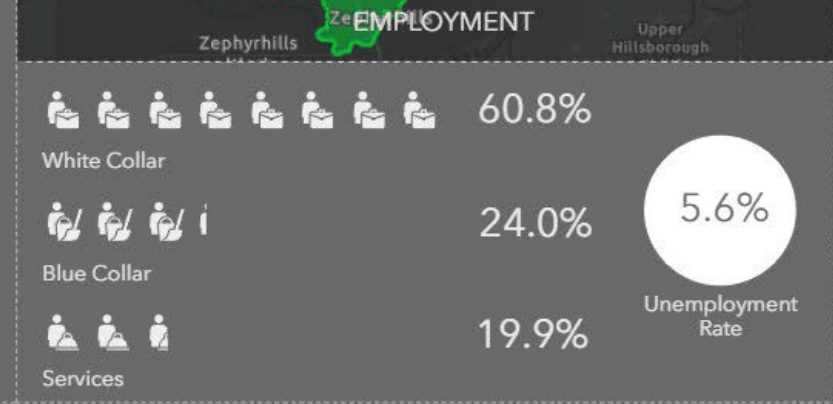 Zephyrhills
EMPLOYMENT
Zephyrhills
Upper
Hillsborough
60.8%
White Collar
24.0%
Blue Collar
19.9%
Services
5.6%
Unemployment
Rate